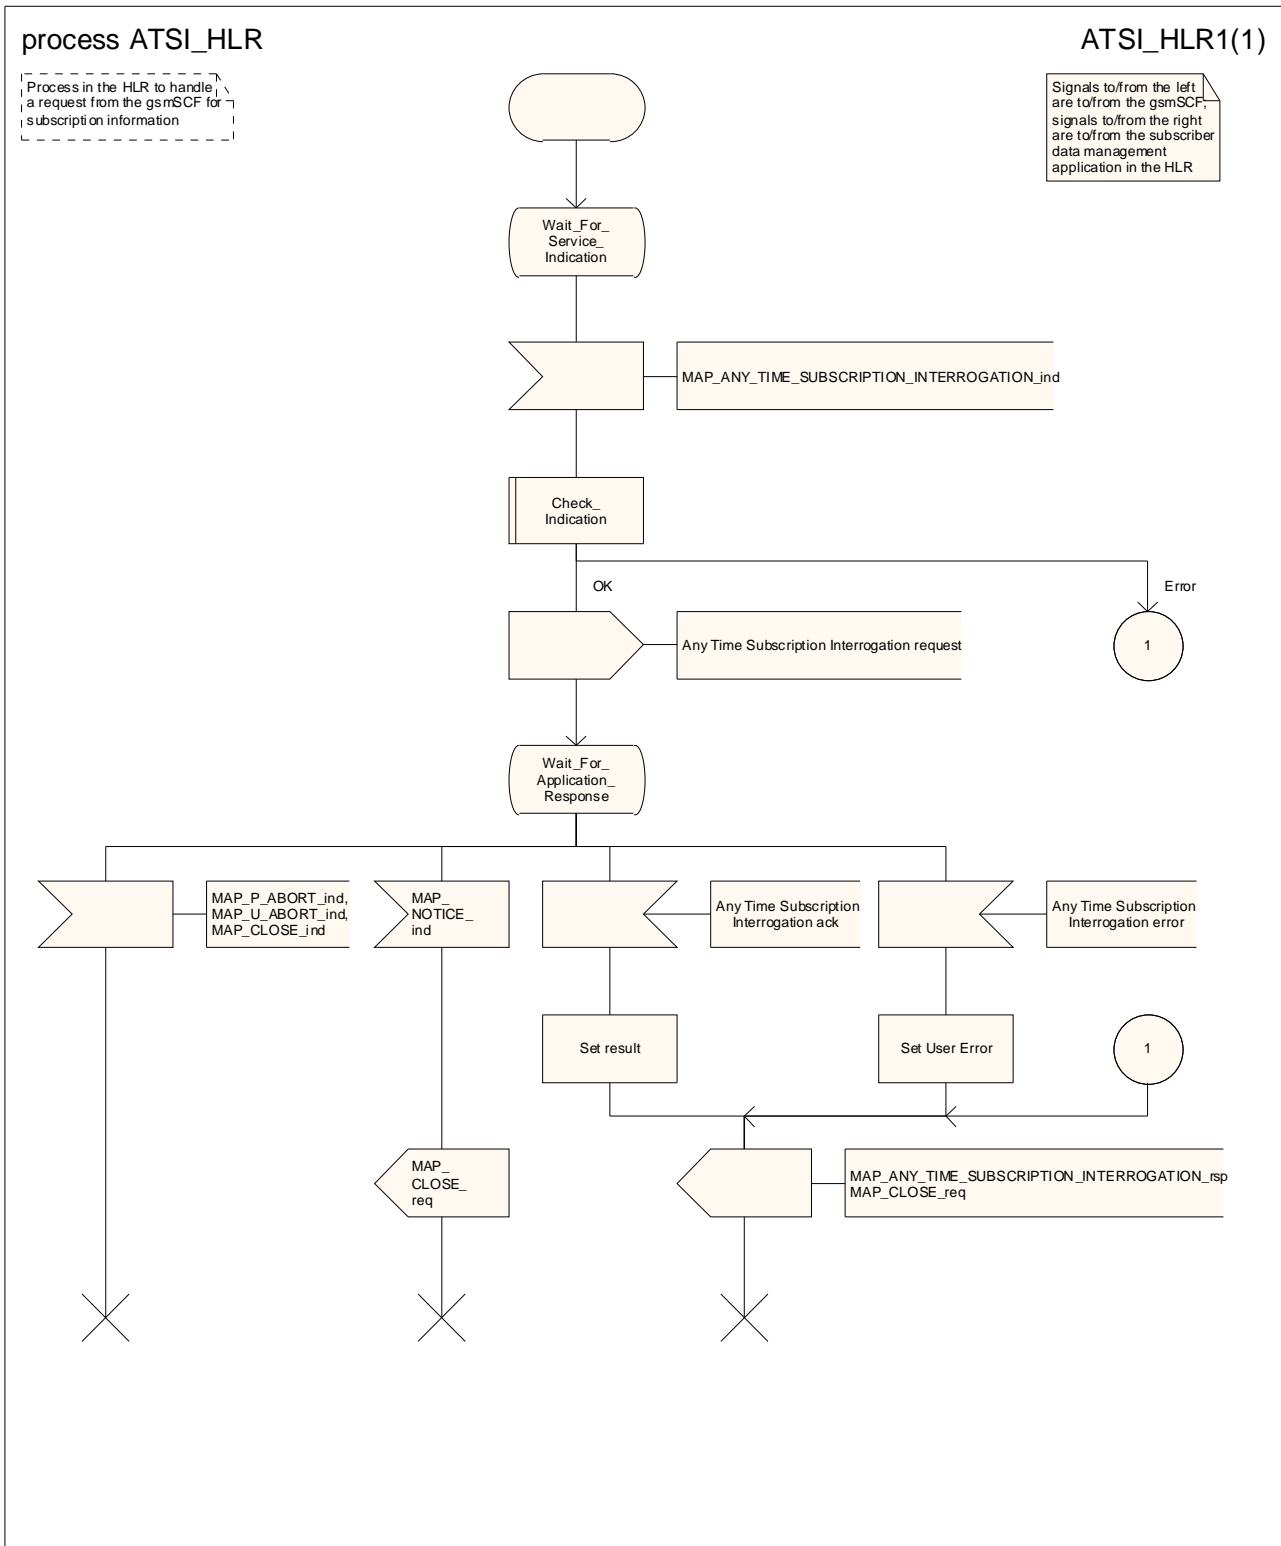 process ATSI_HLR
ATSI_HLR1(1)
Process in the HLR to handle
a request from the gsmSCF for
subscription information
Signals to/from the left
are to/from the gsmSCF;
signals to/from the right
are to/from the subscriber
data management
application in the HLR
Wait_For_
Service_
Indication
MAP_ANY_TIME_SUBSCRIPTION_INTERROGATION_ind
Check_
Indication
OK
Error
Any Time Subscription Interrogation request
1
Wait_For_
Application_
Response
MAP_P_ABORT_ind,
MAP_U_ABORT_ind,
MAP_CLOSE_ind
MAP_
NOTICE_
ind
Any Time Subscription
Interrogation ack
Any Time Subscription
Interrogation error
Set result
Set User Error
1
MAP_
CLOSE_
req
MAP_ANY_TIME_SUBSCRIPTION_INTERROGATION_rsp
MAP_CLOSE_req